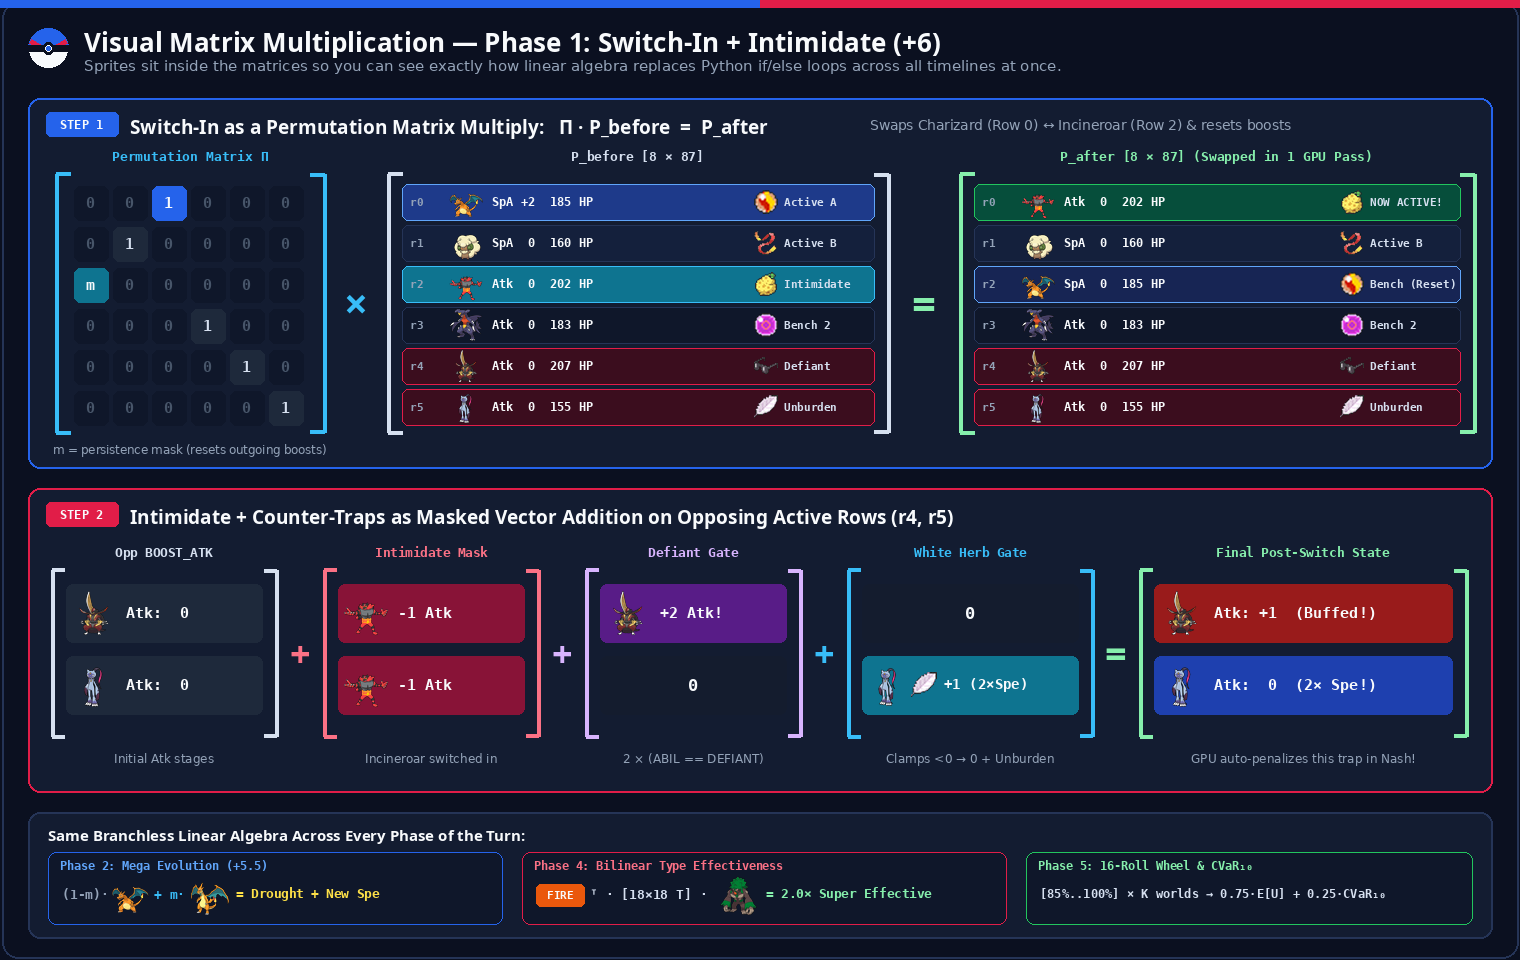 Visual Matrix Multiplication — Phase 1: Switch-In + Intimidate (+6)
Sprites sit inside the matrices so you can see exactly how linear algebra replaces Python if/else loops across all timelines at once.
STEP 1
Switch-In as a Permutation Matrix Multiply: Π · P_before = P_after
Swaps Charizard (Row 0) ↔ Incineroar (Row 2) & resets boosts
Permutation Matrix Π
0 0 1 0 0 0
0 1 0 0 0 0
m 0 0 0 0 0
0 0 0 1 0 0
0 0 0 0 1 0
0 0 0 0 0 1
m = persistence mask (resets outgoing boosts)
×
P_before [8 × 87]
r0 SpA +2 185 HP Active A
r1 SpA 0 160 HP Active B
r2 Atk 0 202 HP Intimidate
r3 Atk 0 183 HP Bench 2
r4 Atk 0 207 HP Defiant
r5 Atk 0 155 HP Unburden
=
P_after [8 × 87] (Swapped in 1 GPU Pass)
r0 Atk 0 202 HP NOW ACTIVE!
r1 SpA 0 160 HP Active B
r2 SpA 0 185 HP Bench (Reset)
r3 Atk 0 183 HP Bench 2
r4 Atk 0 207 HP Defiant
r5 Atk 0 155 HP Unburden
STEP 2
Intimidate + Counter-Traps as Masked Vector Addition on Opposing Active Rows (r4, r5)
Opp BOOST_ATK
Atk: 0
Atk: 0
Initial Atk stages
+
Intimidate Mask
-1 Atk
-1 Atk
Incineroar switched in
+
Defiant Gate
+2 Atk!
0
2 × (ABIL == DEFIANT)
+
White Herb Gate
0
+1 (2×Spe)
Clamps <0 → 0 + Unburden
=
Final Post-Switch State
Atk: +1 (Buffed!)
Atk: 0 (2× Spe!)
GPU auto-penalizes this trap in Nash!
Same Branchless Linear Algebra Across Every Phase of the Turn:
Phase 2: Mega Evolution (+5.5)
(1-m)· + m· = Drought + New Spe
Phase 4: Bilinear Type Effectiveness
FIRE ᵀ · [18×18 T] · = 2.0× Super Effective
Phase 5: 16-Roll Wheel & CVaR₁₀
[85%..100%] × K worlds → 0.75·E[U] + 0.25·CVaR₁₀